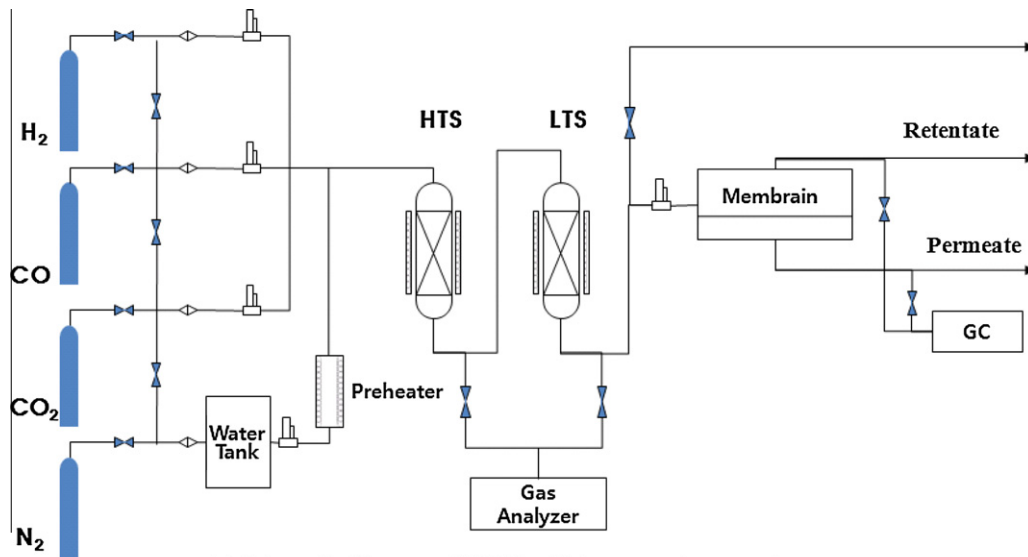 HTS
LTS
H2
Retentate
Membrain
CO
Permeate
GC
CO2
Preheater
Water
Tank
Gas
Analyzer
N2